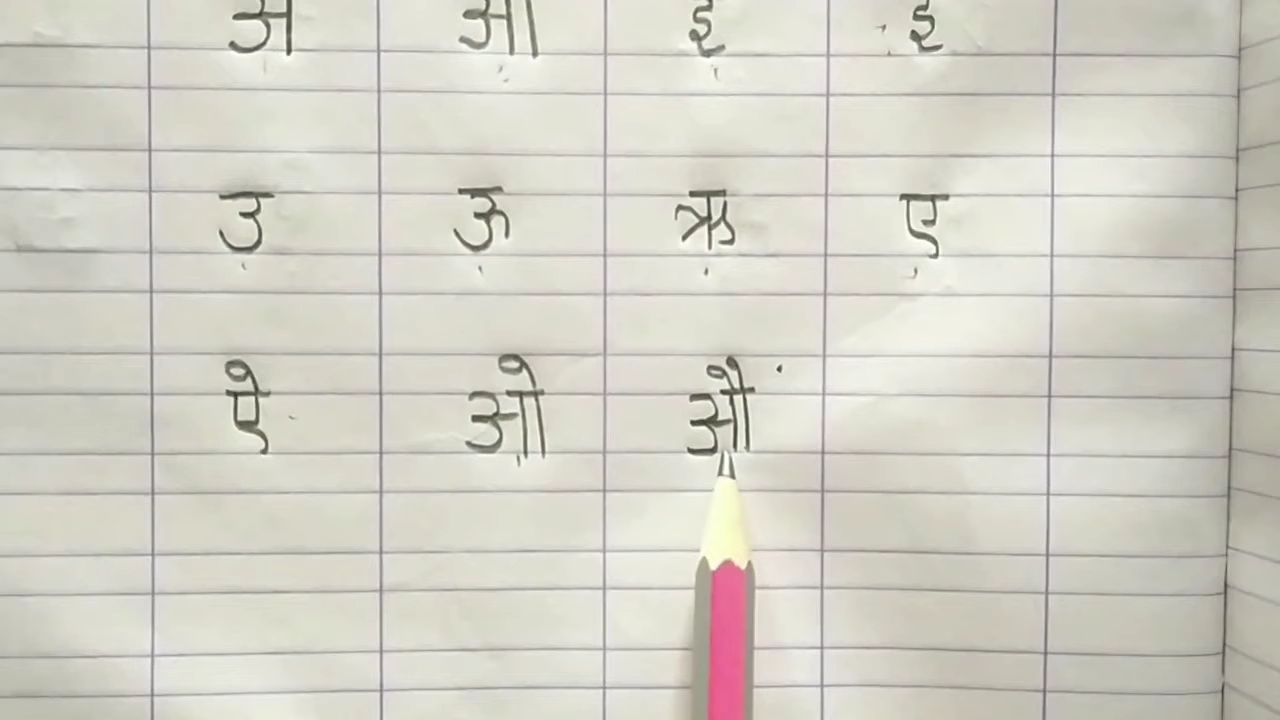 अ आ इ ई
उ ऊ ऋ ए
ऐ ओ औ